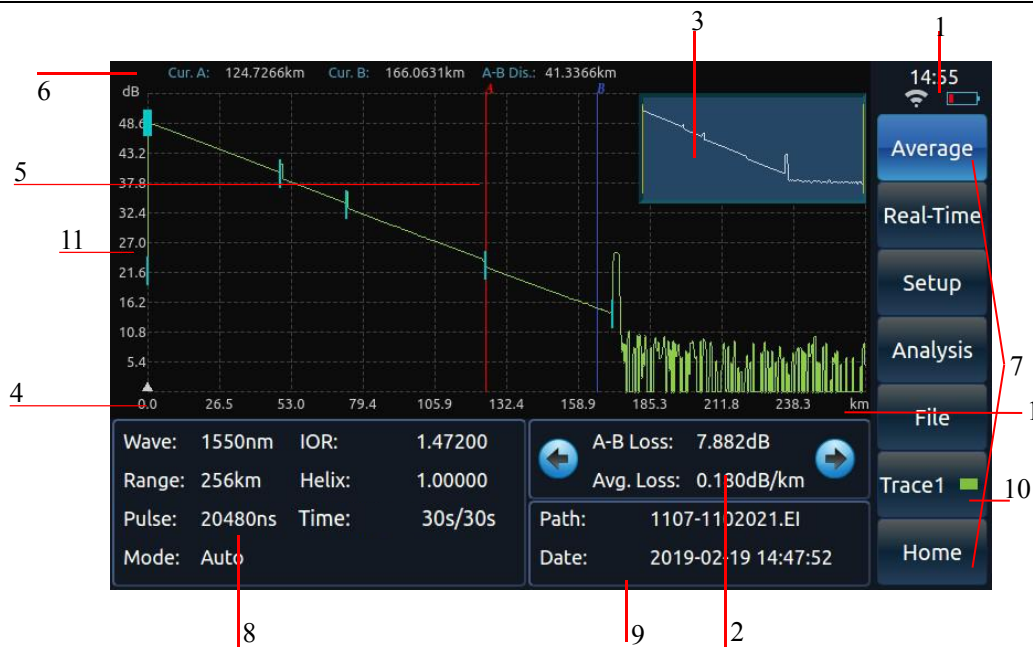 3
1
6
Cur. A: 124.7266km Cur. B: 166.0631km A-B Dis.: 41.3366km
14:55
dB
A
B
48.6
43.2
37.8
32.4
27.0
21.6
16.2
10.8
5.4
5
11
4
0.0 26.5 53.0 79.4 105.9 132.4 158.9 185.3 211.8 238.3 km
Average
Real-Time
Setup
Analysis
7
File
1
Trace1
10
Home
Wave: 1550nm IOR: 1.47200
Range: 256km Helix: 1.00000
Pulse: 20480ns Time: 30s/30s
Mode: Auto
A-B Loss: 7.882dB
Avg. Loss: 0.180dB/km
Path: 1107-1102021.EI
Date: 2019-02-19 14:47:52
8
9
2